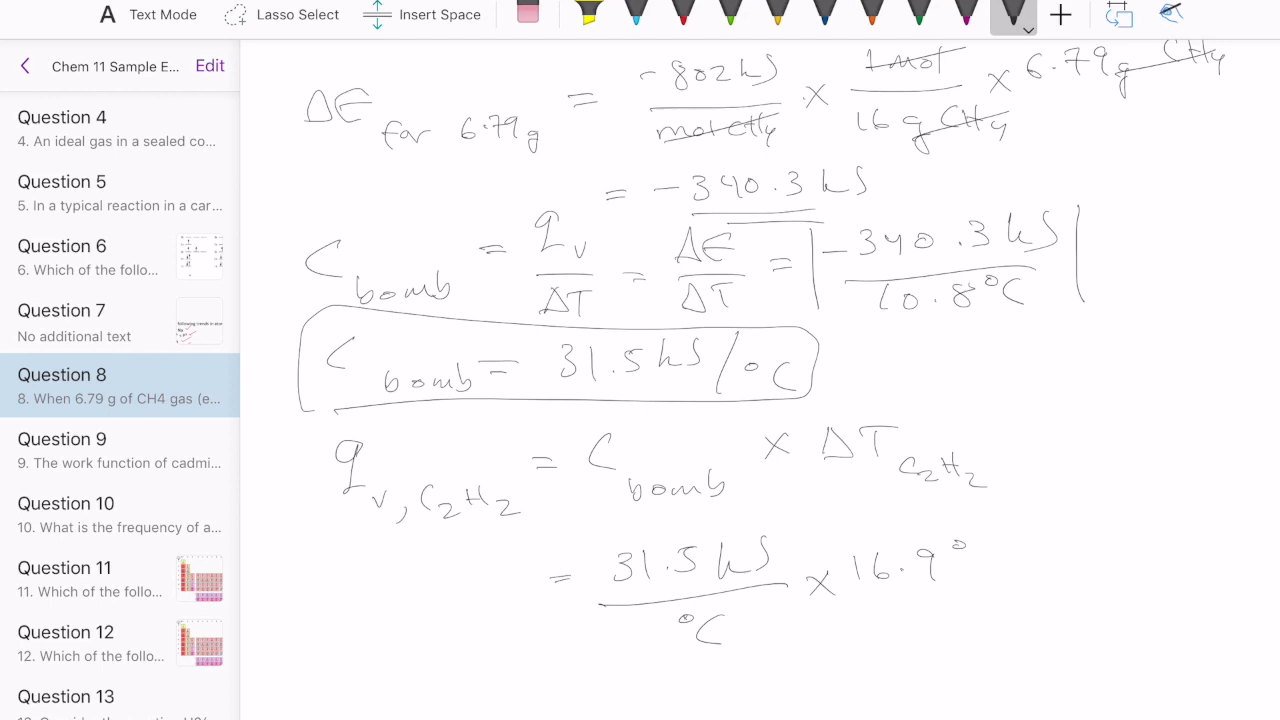 A Text Mode Lasso Select Insert Space
Chem 11 Sample E... Edit
Question 4
4. An ideal gas in a sealed co...
Question 5
5. In a typical reaction in a car...
Question 6
6. Which of the follo...
Question 7
No additional text
Question 8
8. When 6.79 g of CH4 gas (e...
Question 9
9. The work function of cadmi...
Question 10
10. What is the frequency of a...
Question 11
11. Which of the follo...
Question 12
12. Which of the follo...
Question 13
ΔE for 6.79g = -802 kJ / mol CH4 × 1 mol / 16 g CH4 × 6.79g CH4
= -340.3 kJ
C bomb = qv / ΔT = ΔE / ΔT = | -340.3 kJ / 10.8°C |
C bomb = 31.5 kJ/°C
q v, C2H2 = C bomb × ΔT C2H2
= 31.5 kJ / °C × 16.9°